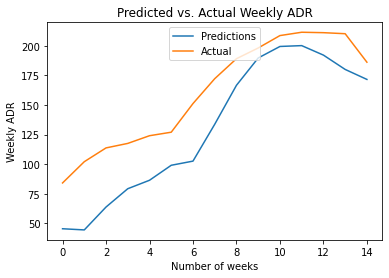 Predicted vs. Actual Weekly ADR
Predictions
Actual
200
175
150
125
100
75
50
Weekly ADR
0 2 4 6 8 10 12 14
Number of weeks